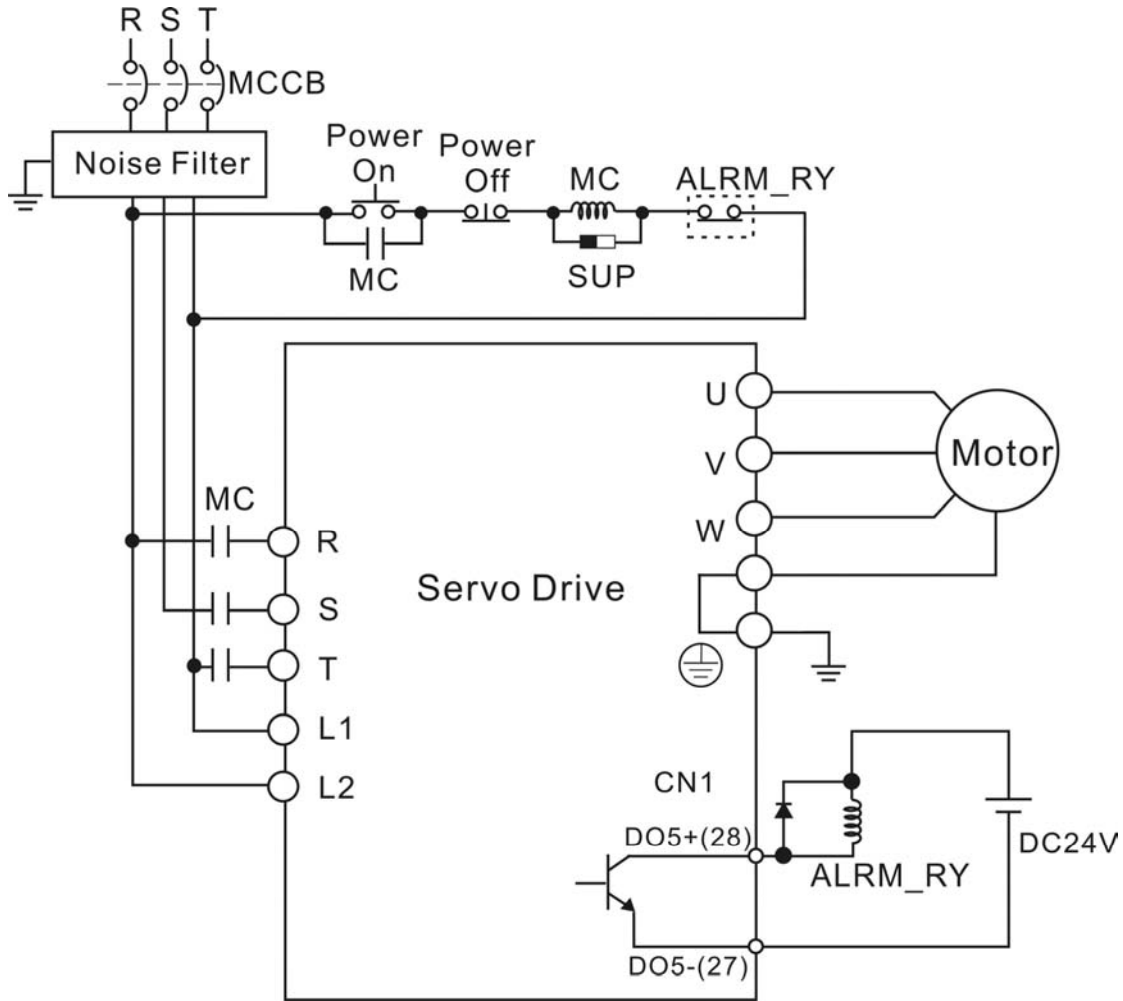 R S T
MCCB
Noise Filter
Power On
Power Off
MC
ALRM_RY
MC
SUP
U
V
W
Motor
MC
R
S
T
L1
L2
Servo Drive
CN1
DO5+(28)
DO5-(27)
ALRM_RY
DC24V